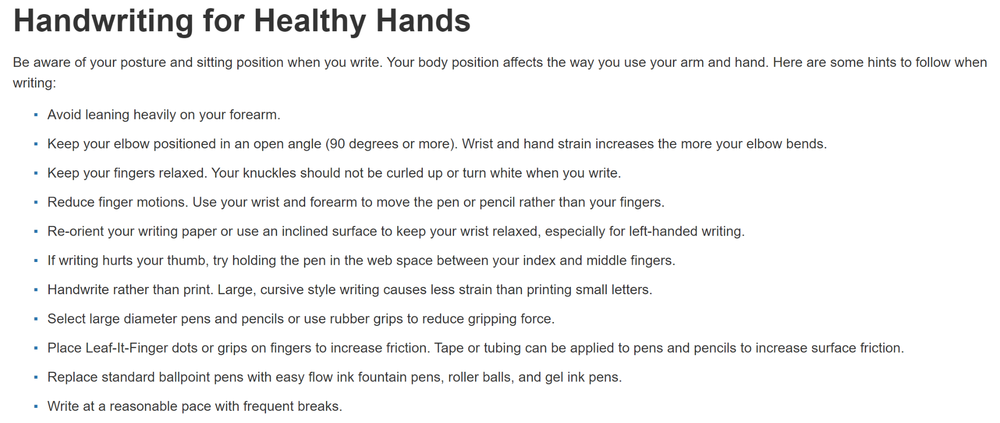 Handwriting for Healthy Hands
Be aware of your posture and sitting position when you write. Your body position affects the way you use your arm and hand. Here are some hints to follow when
writing:
Avoid leaning heavily on your forearm.
Keep your elbow positioned in an open angle (90 degrees or more). Wrist and hand strain increases the more your elbow bends.
Keep your fingers relaxed. Your knuckles should not be curled up or turn white when you write.
Reduce finger motions. Use your wrist and forearm to move the pen or pencil rather than your fingers.
Re-orient your writing paper or use an inclined surface to keep your wrist relaxed, especially for left-handed writing.
If writing hurts your thumb, try holding the pen in the web space between your index and middle fingers.
Handwrite rather than print. Large, cursive style writing causes less strain than printing small letters.
Select large diameter pens and pencils or use rubber grips to reduce gripping force.
Place Leaf-It-Finger dots or grips on fingers to increase friction. Tape or tubing can be applied to pens and pencils to increase surface friction.
Replace standard ballpoint pens with easy flow ink fountain pens, roller balls, and gel ink pens.
Write at a reasonable pace with frequent breaks.